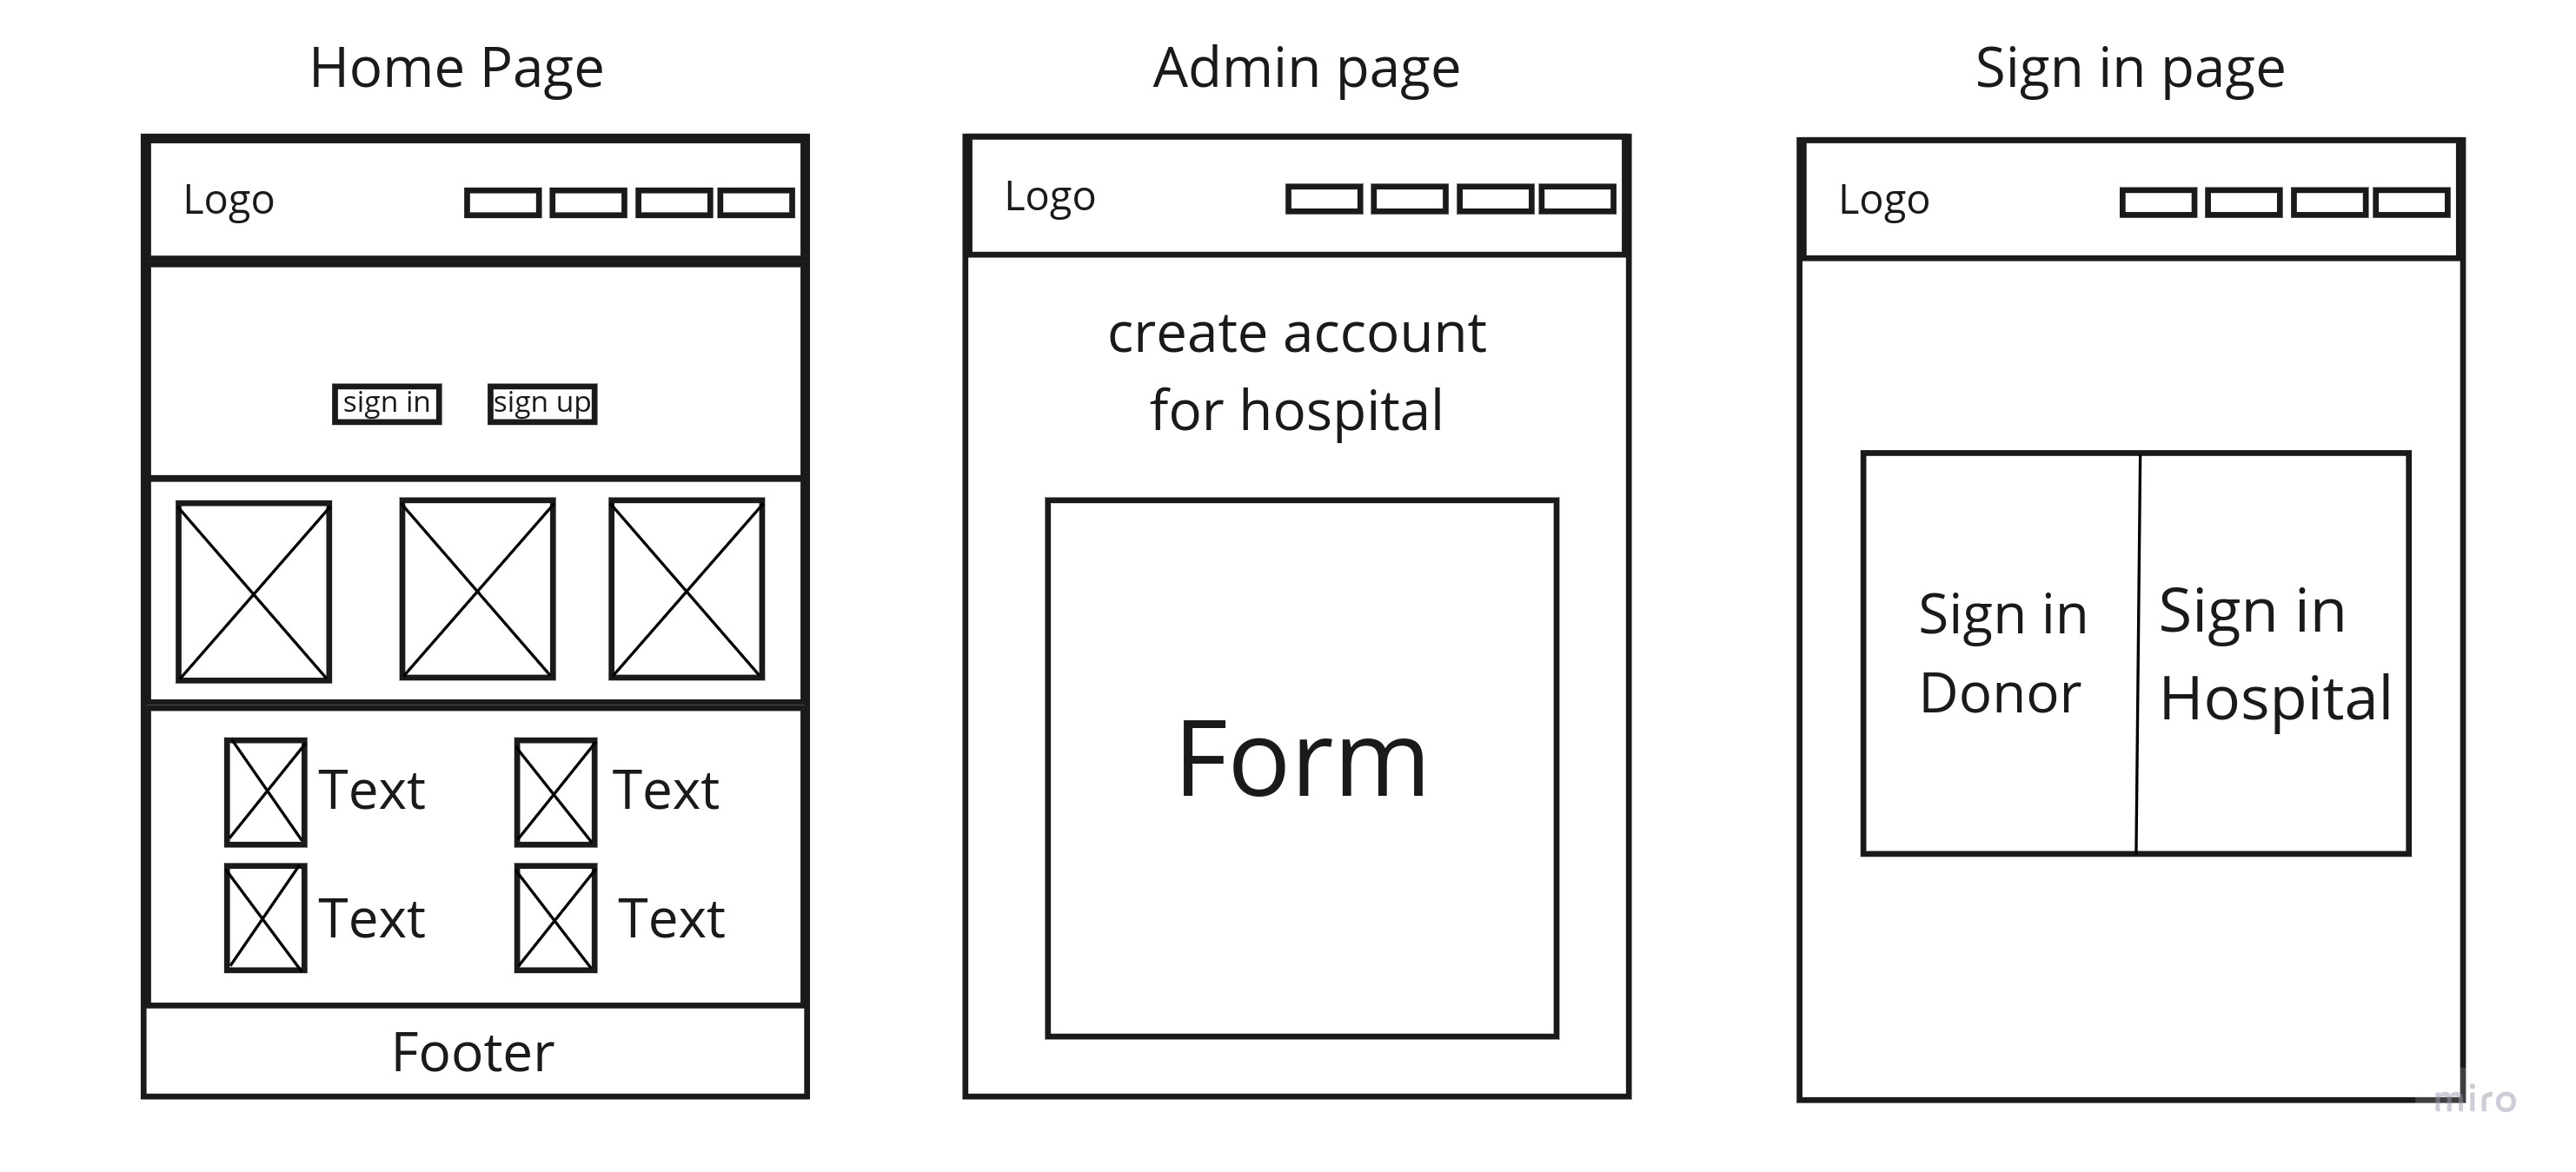 Home Page
Logo
sign in
sign up
Text
Text
Text
Text
Footer
Admin page
Logo
create account
for hospital
Form
Sign in page
Logo
Sign in
Donor
Sign in
Hospital
miro